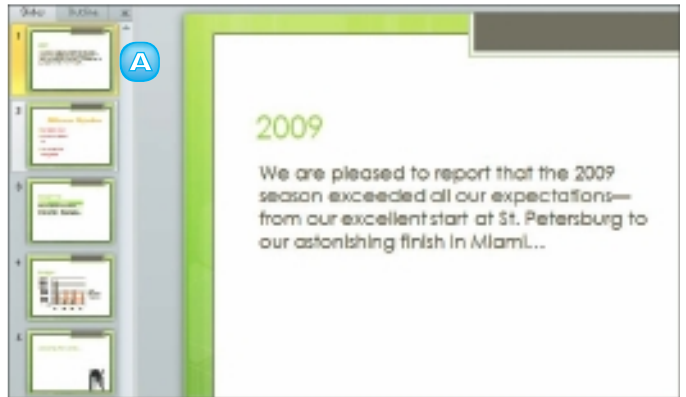 Slides Outline
1
A
2
3
4
5
2009
We are pleased to report that the 2009
season exceeded all our expectations—
from our excellent start at St. Petersburg to
our astonishing finish in Miami...